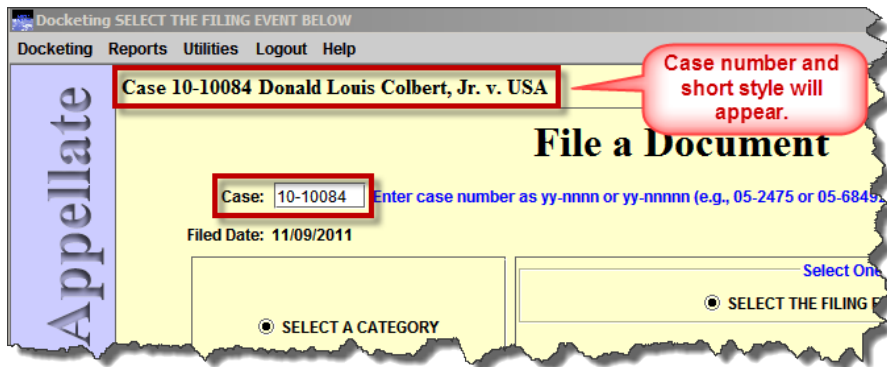 Docketing SELECT THE FILING EVENT BELOW
Docketing Reports Utilities Logout Help
Case 10-10084 Donald Louis Colbert, Jr. v. USA
Case number and
short style will
appear.
Appellate
File a Document
Case: 10-10084 Enter case number as yy-nnnn or yy-nnnnn (e.g., 05-2475 or 05-6849
Filed Date: 11/09/2011
Select One
SELECT A CATEGORY
SELECT THE FILING